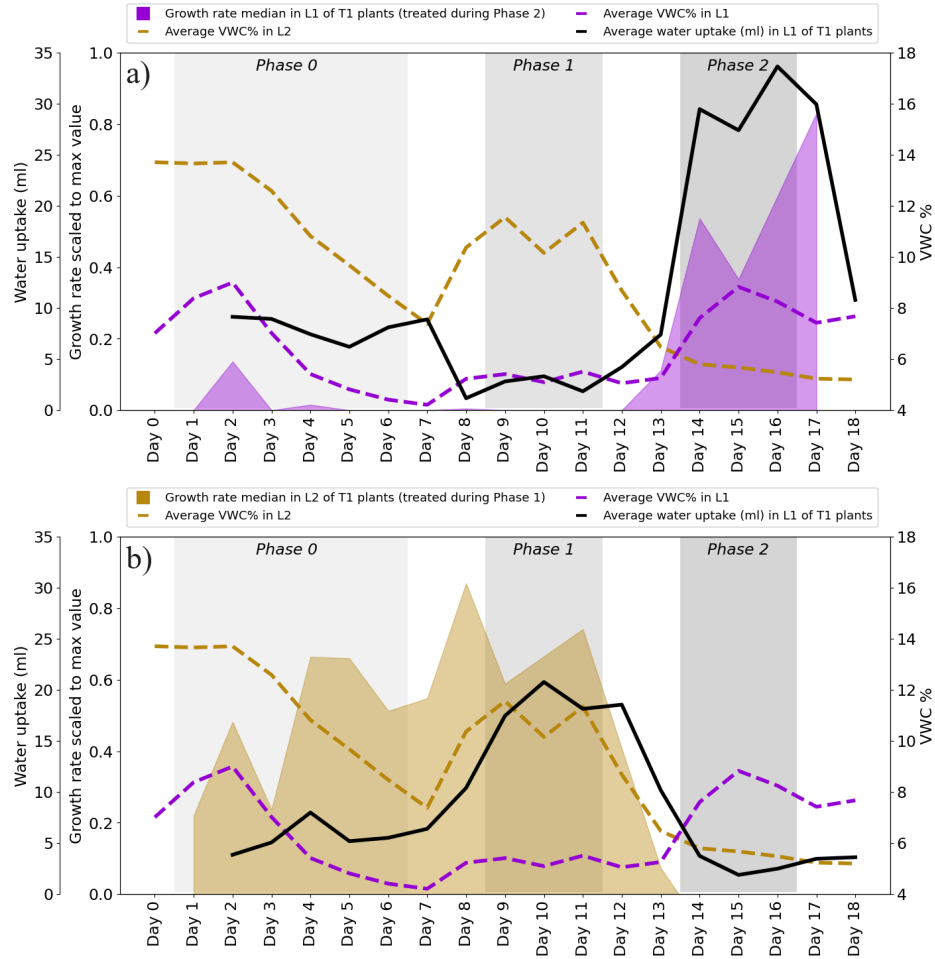 Growth rate median in L1 of T1 plants (treated during Phase 2)
Average VWC% in L2
Average VWC% in L1
Average water uptake (ml) in L1 of T1 plants
a)
Phase 0
Phase 1
Phase 2
Water uptake (ml)
35
30
25
20
15
10
5
0
Growth rate scaled to max value
1.0
0.8
0.6
0.4
0.2
0.0
VWC %
18
16
14
12
10
8
6
4
Day 0
Day 1
Day 2
Day 3
Day 4
Day 5
Day 6
Day 7
Day 8
Day 9
Day 10
Day 11
Day 12
Day 13
Day 14
Day 15
Day 16
Day 17
Day 18
Growth rate median in L2 of T1 plants (treated during Phase 1)
Average VWC% in L2
Average VWC% in L1
Average water uptake (ml) in L1 of T1 plants
b)
Phase 0
Phase 1
Phase 2
Water uptake (ml)
35
30
25
20
15
10
5
0
Growth rate scaled to max value
1.0
0.8
0.6
0.4
0.2
0.0
VWC %
18
16
14
12
10
8
6
4
Day 0
Day 1
Day 2
Day 3
Day 4
Day 5
Day 6
Day 7
Day 8
Day 9
Day 10
Day 11
Day 12
Day 13
Day 14
Day 15
Day 16
Day 17
Day 18